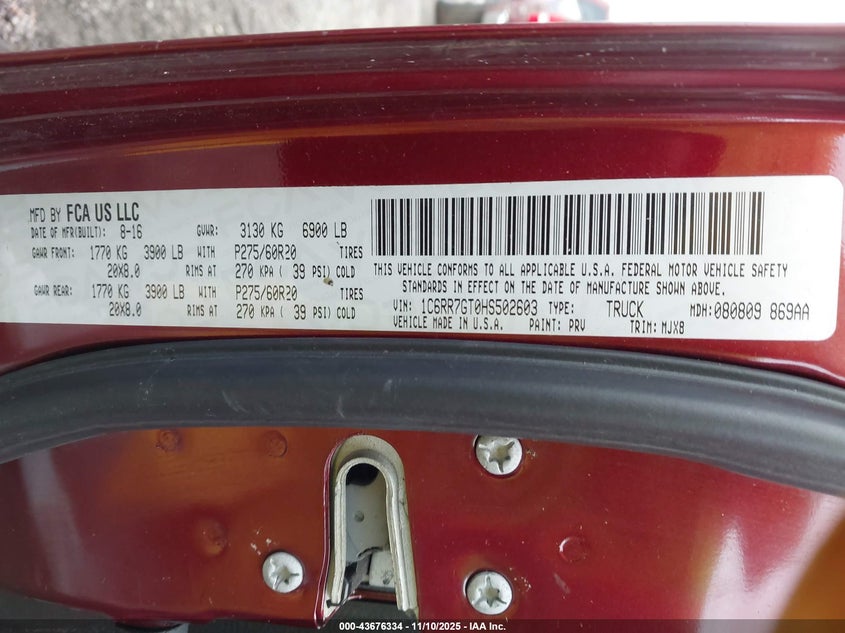 MFD BY FCA US LLC
DATE OF MFR(BUILT): 8-16 GVWR: 3130 KG 6900 LB
GAWR FRONT: 1770 KG 3900 LB WITH P275/60R20 TIRES
20X8.0 RIMS AT 270 KPA ( 39 PSI) COLD
GAWR REAR: 1770 KG 3900 LB WITH P275/60R20 TIRES
20X8.0 RIMS AT 270 KPA ( 39 PSI) COLD
THIS VEHICLE CONFORMS TO ALL APPLICABLE U.S.A. FEDERAL MOTOR VEHICLE SAFETY
STANDARDS IN EFFECT ON THE DATE OF MANUFACTURE SHOWN ABOVE.
VIN: 1C6RR7GT0HS502603 TYPE: TRUCK MDH: 080809 869AA
VEHICLE MADE IN U.S.A. PAINT: PRV TRIM: MJX8
000-43676334 - 11/10/2025 - IAA Inc.